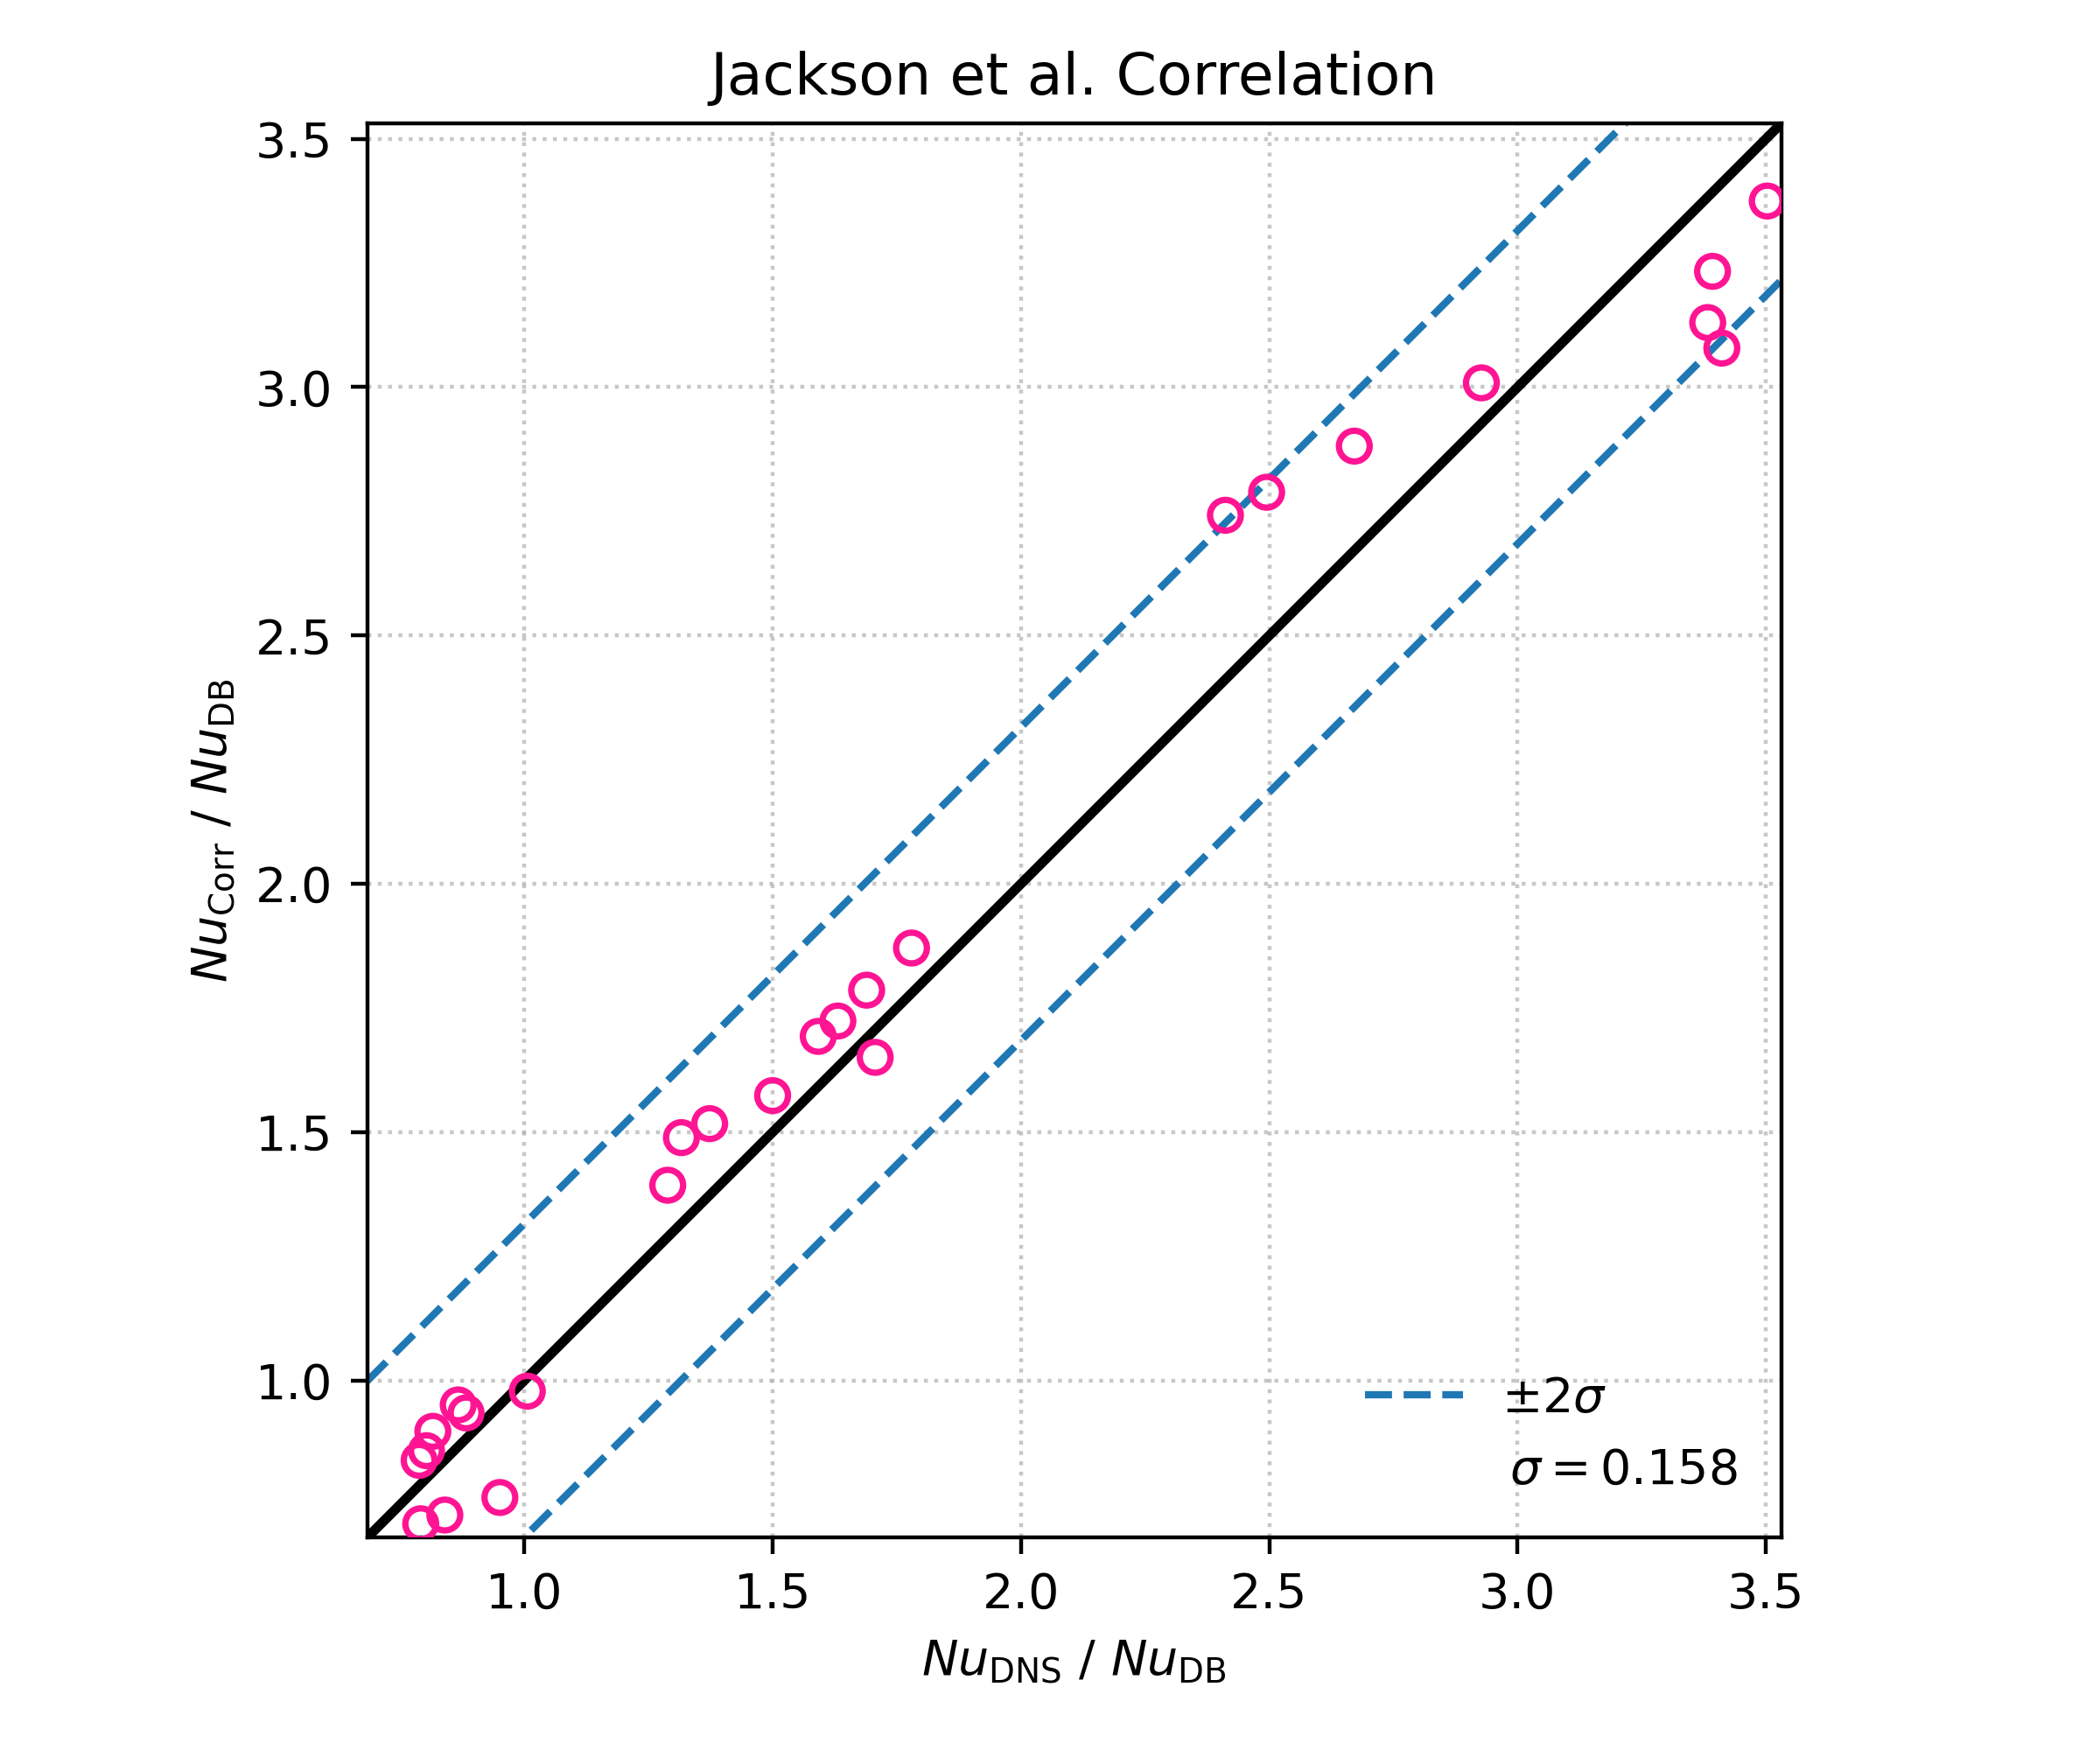 Jackson et al. Correlation
3.5
3.0
2.5
2.0
1.5
1.0
Nu_Corr / Nu_DB
±2σ
σ = 0.158
1.0 1.5 2.0 2.5 3.0 3.5
Nu_DNS / Nu_DB